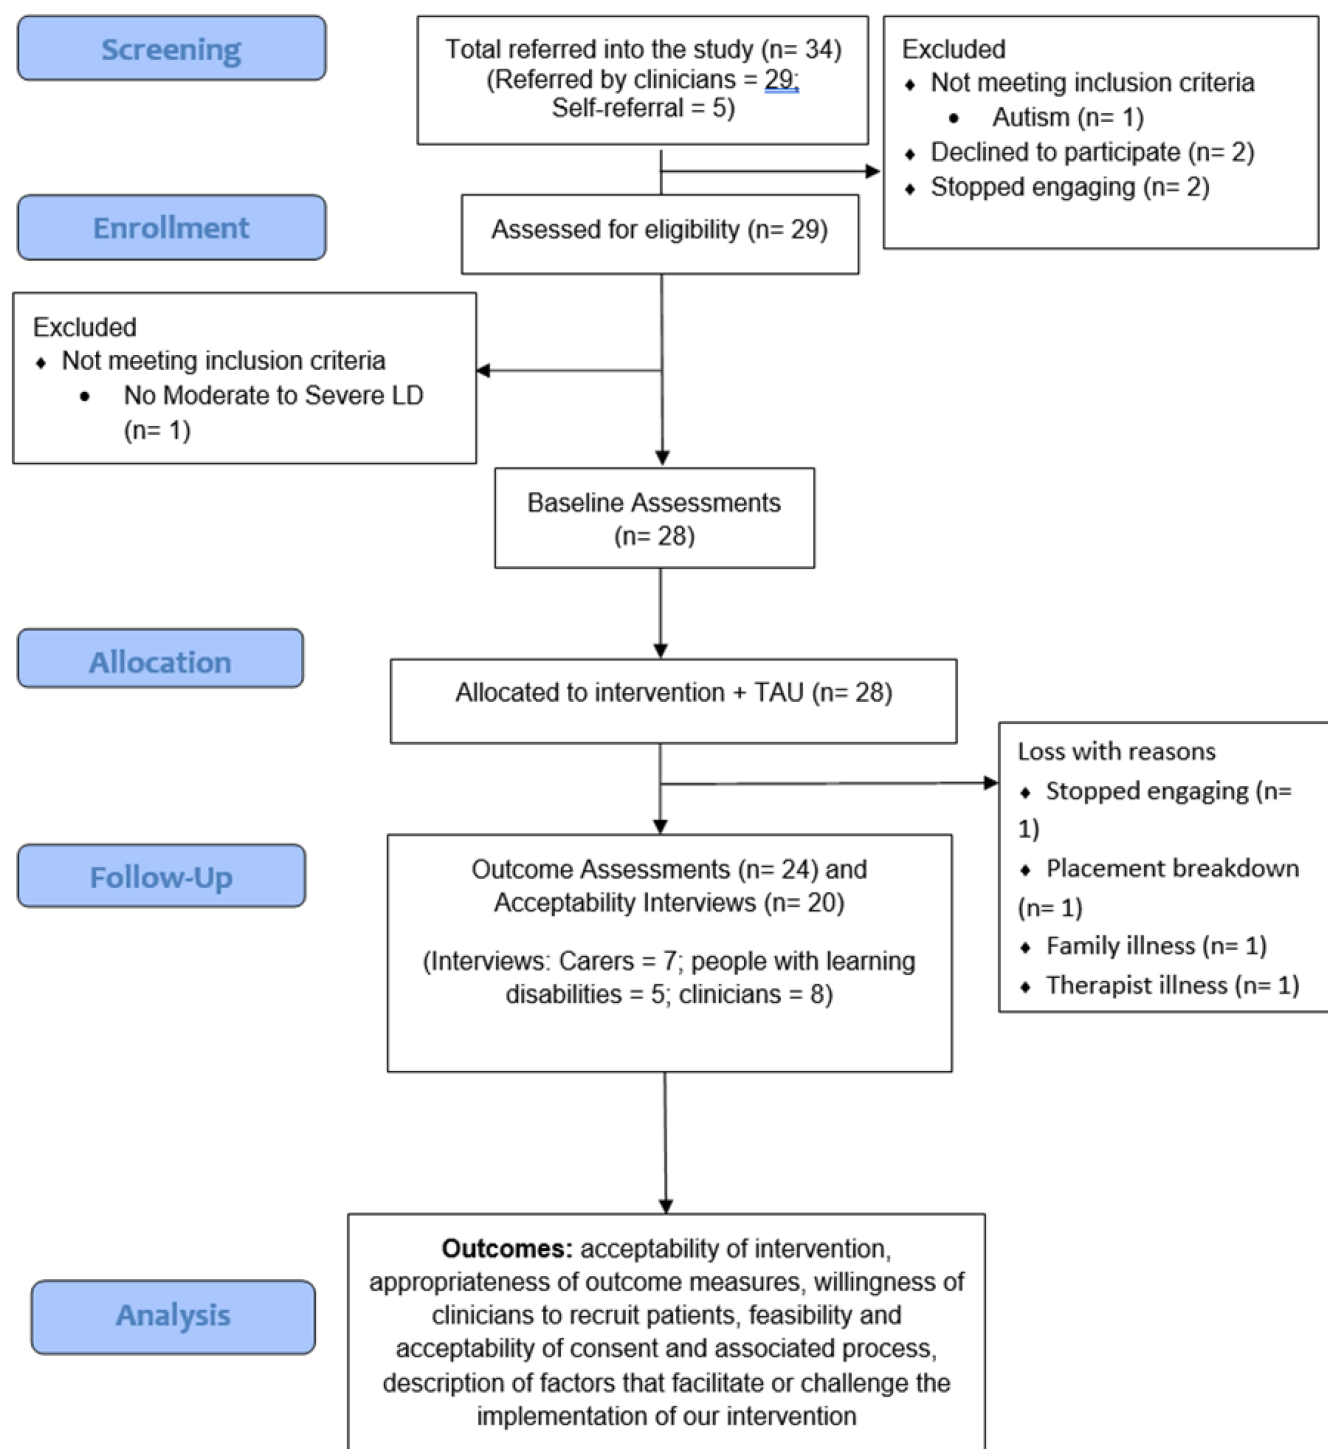 Screening
Total referred into the study (n= 34)
(Referred by clinicians = 29;
Self-referral = 5)
Excluded
♦ Not meeting inclusion criteria
• Autism (n= 1)
♦ Declined to participate (n= 2)
♦ Stopped engaging (n= 2)
Enrollment
Assessed for eligibility (n= 29)
Excluded
♦ Not meeting inclusion criteria
• No Moderate to Severe LD
(n= 1)
Baseline Assessments
(n= 28)
Allocation
Allocated to intervention + TAU (n= 28)
Loss with reasons
♦ Stopped engaging (n=
1)
♦ Placement breakdown
(n= 1)
♦ Family illness (n= 1)
♦ Therapist illness (n= 1)
Follow-Up
Outcome Assessments (n= 24) and
Acceptability Interviews (n= 20)
(Interviews: Carers = 7; people with learning
disabilities = 5; clinicians = 8)
Analysis
Outcomes: acceptability of intervention,
appropriateness of outcome measures, willingness of
clinicians to recruit patients, feasibility and
acceptability of consent and associated process,
description of factors that facilitate or challenge the
implementation of our intervention